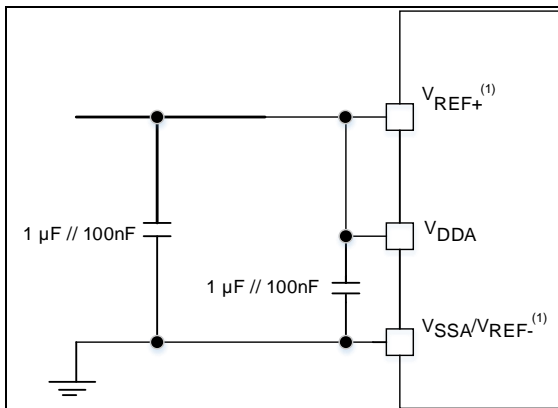 VREF+(1)
1 µF // 100nF
VDDA
1 µF // 100nF
VSSA/VREF-(1)